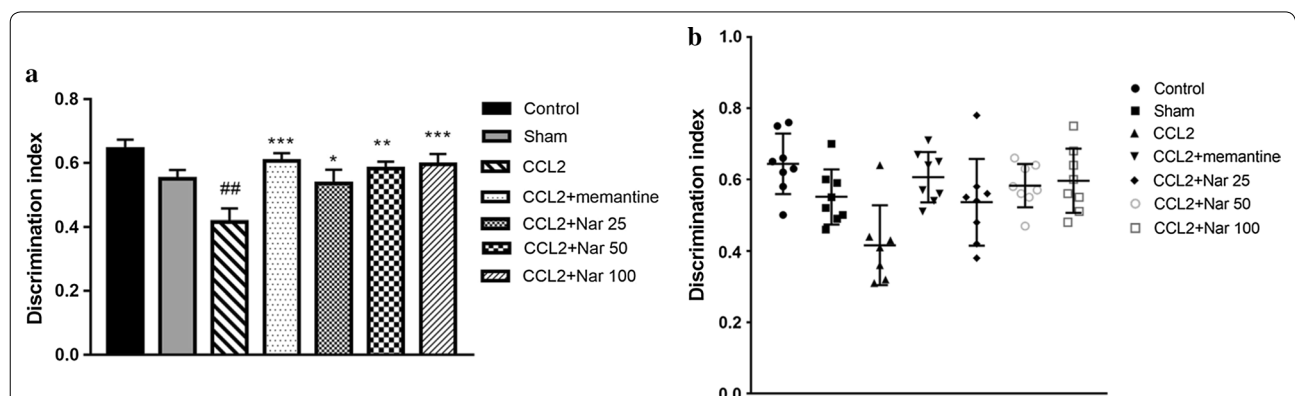 a
Discrimination index
0.8
0.6
0.4
0.2
0.0
##
***
*
**
***
Control
Sham
CCL2
CCL2+memantine
CCL2+Nar 25
CCL2+Nar 50
CCL2+Nar 100
b
Discrimination index
1.0
0.8
0.6
0.4
0.2
0.0
Control
Sham
CCL2
CCL2+memantine
CCL2+Nar 25
CCL2+Nar 50
CCL2+Nar 100